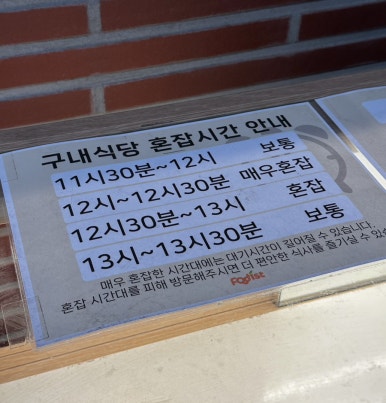 구내식당 혼잡시간 안내
11시30분~12시 보통
12시~12시30분 매우혼잡
12시30분~13시 혼잡
13시~13시30분 보통
매우 혼잡한 시간대에는 대기시간이 길어질 수 있습니다.
혼잡 시간대를 피해 방문해주시면 더 편안한 식사를 즐기실 수